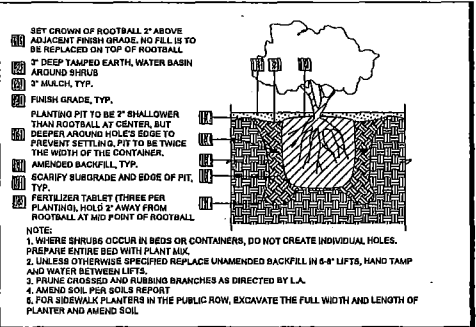 SET CROWN OF ROOTBALL 2" ABOVE
ADJACENT FINISH GRADE. NO FILL IS TO
BE REPLACED ON TOP OF ROOTBALL
3" DEEP TAMPED EARTH, WATER BASIN
AROUND SHRUB
3" MULCH, TYP.
FINISH GRADE, TYP.
PLANTING PIT TO BE 2" SHALLOWER
THAN ROOTBALL AT CENTER, BUT
DEEPER AROUND HOLE'S EDGE TO
PREVENT SETTLING. PIT TO BE TWICE
THE WIDTH OF THE CONTAINER.
AMENDED BACKFILL, TYP.
SCARIFY SUBGRADE AND EDGE OF PIT,
TYP.
FERTILIZER TABLET (THREE PER
PLANTING), HOLD 2" AWAY FROM
ROOTBALL AT MID POINT OF ROOTBALL
NOTE:
1. WHERE SHRUBS OCCUR IN BEDS OR CONTAINERS, DO NOT CREATE INDIVIDUAL HOLES.
PREPARE ENTIRE BED WITH PLANT MIX.
2. UNLESS OTHERWISE SPECIFIED REPLACE UNAMENDED BACKFILL IN 6-8" LIFTS, HAND TAMP
AND WATER BETWEEN LIFTS.
3. PRUNE CROSSED AND RUBBING BRANCHES AS DIRECTED BY L.A.
4. AMEND SOIL PER SOILS REPORT
5. FOR SIDEWALK PLANTERS IN THE PUBLIC ROW, EXCAVATE THE FULL WIDTH AND LENGTH OF
PLANTER AND AMEND SOIL